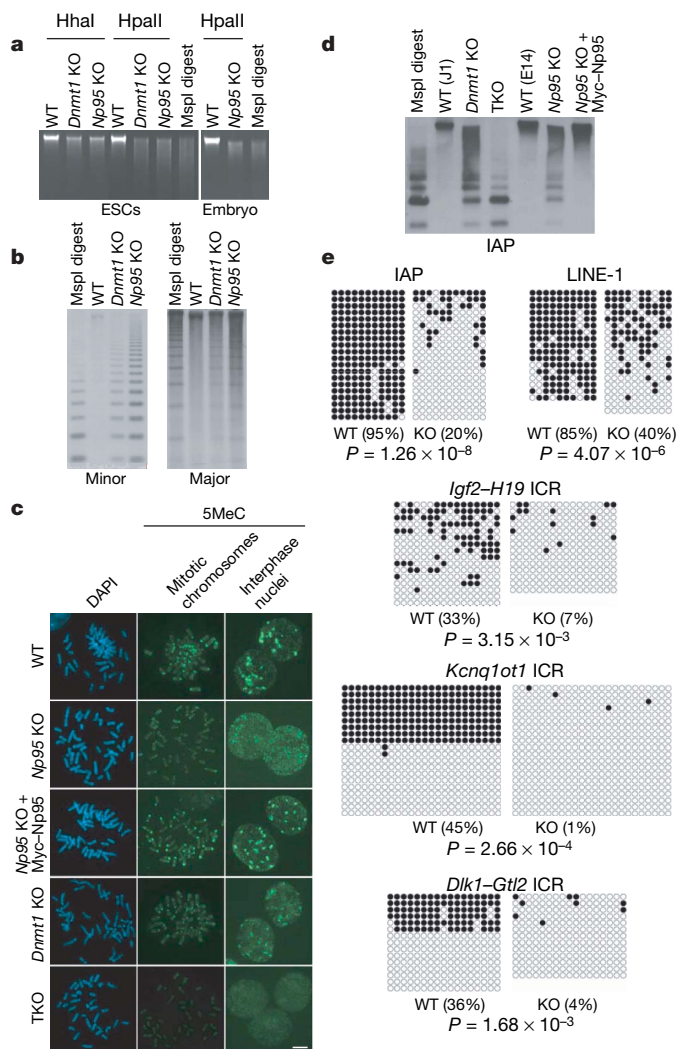 a
HhaI HpaII HpaII
WT
Dnmt1 KO
Np95 KO
WT
Dnmt1 KO
Np95 KO
MspI digest
WT
Np95 KO
MspI digest
ESCs Embryo
b
MspI digest
WT
Dnmt1 KO
Np95 KO
MspI digest
WT
Dnmt1 KO
Np95 KO
Minor Major
c
5MeC
DAPI
Mitotic
chromosomes
Interphase
nuclei
WT
Np95 KO
Np95 KO +
Myc–Np95
Dnmt1 KO
TKO
d
MspI digest
WT (J1)
Dnmt1 KO
TKO
WT (E14)
Np95 KO
Np95 KO +
Myc–Np95
IAP
e
IAP LINE-1
WT (95%) KO (20%) WT (85%) KO (40%)
P = 1.26 × 10–8 P = 4.07 × 10–6
Igf2–H19 ICR
WT (33%) KO (7%)
P = 3.15 × 10–3
Kcnq1ot1 ICR
WT (45%) KO (1%)
P = 2.66 × 10–4
Dlk1–Gtl2 ICR
WT (36%) KO (4%)
P = 1.68 × 10–3